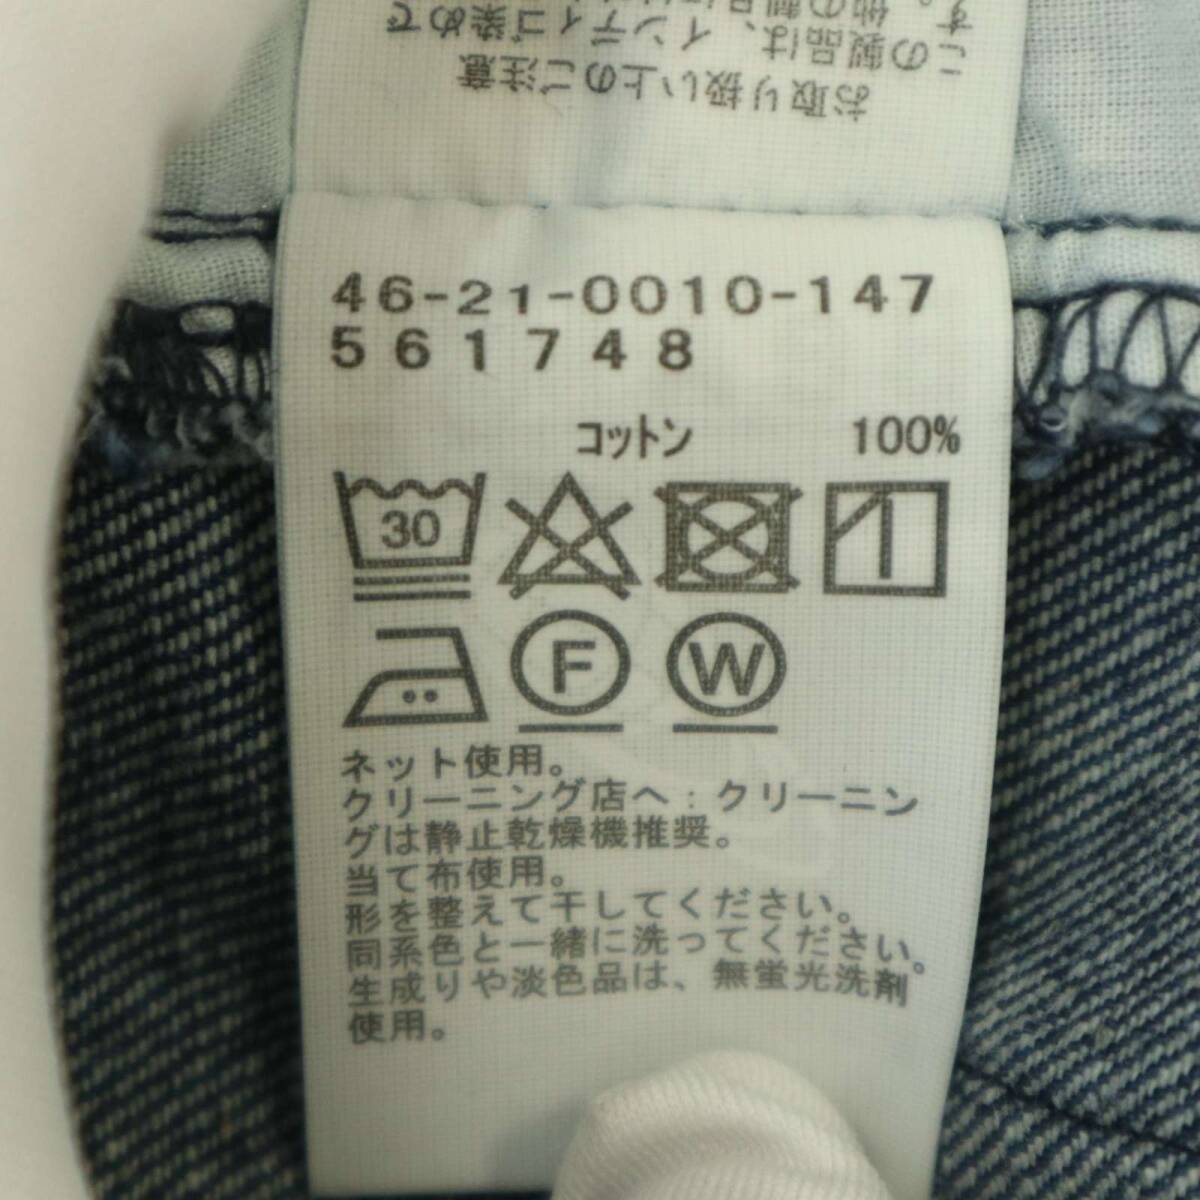 お取り扱い上のご注意
この製品は、インディゴ染めで
46-21-0010-147
561748
コットン 100%
30
F W
ネット使用。
クリーニング店へ：クリーニン
グは静止乾燥機推奨。
当て布使用。
形を整えて干してください。
同系色と一緒に洗ってください。
生成りや淡色品は、無蛍光洗剤
使用。